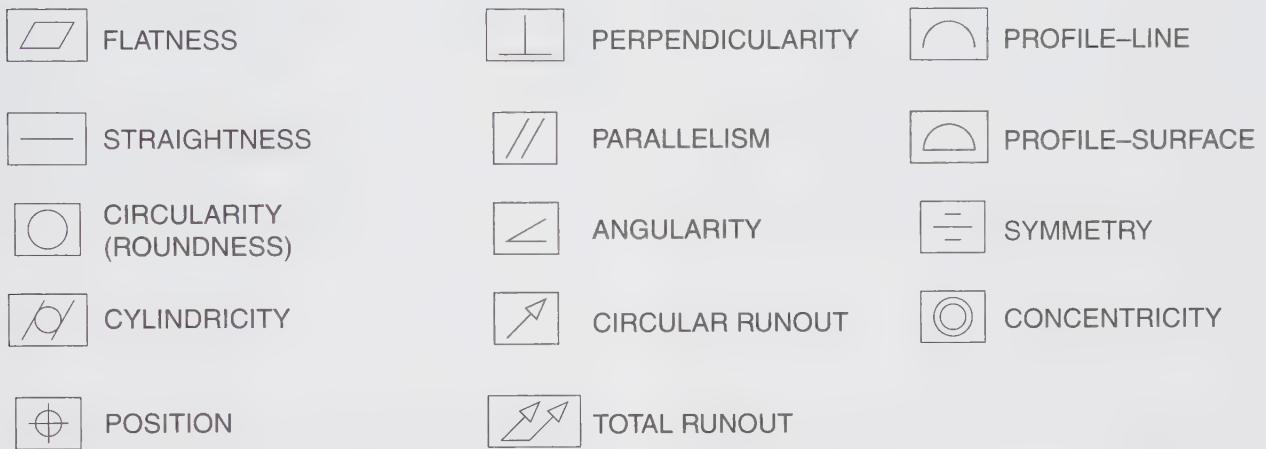 FLATNESS
STRAIGHTNESS
CIRCULARITY
(ROUNDNESS)
CYLINDRICITY
POSITION
PERPENDICULARITY
PARALLELISM
ANGULARITY
CIRCULAR RUNOUT
TOTAL RUNOUT
PROFILE–LINE
PROFILE–SURFACE
SYMMETRY
CONCENTRICITY